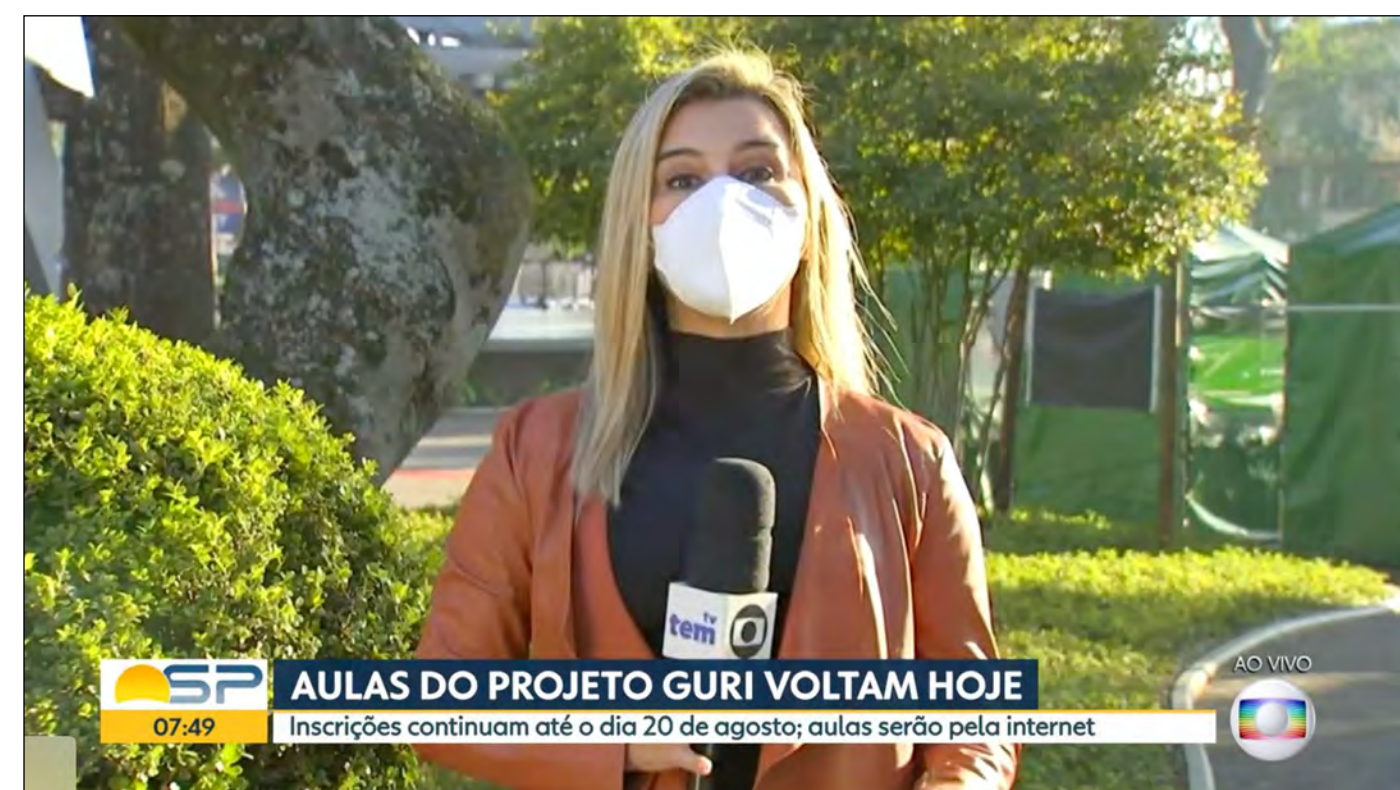 tv
tem
SP
AULAS DO PROJETO GURI VOLTAM HOJE
07:49
Inscrições continuam até o dia 20 de agosto; aulas serão pela internet
AO VIVO